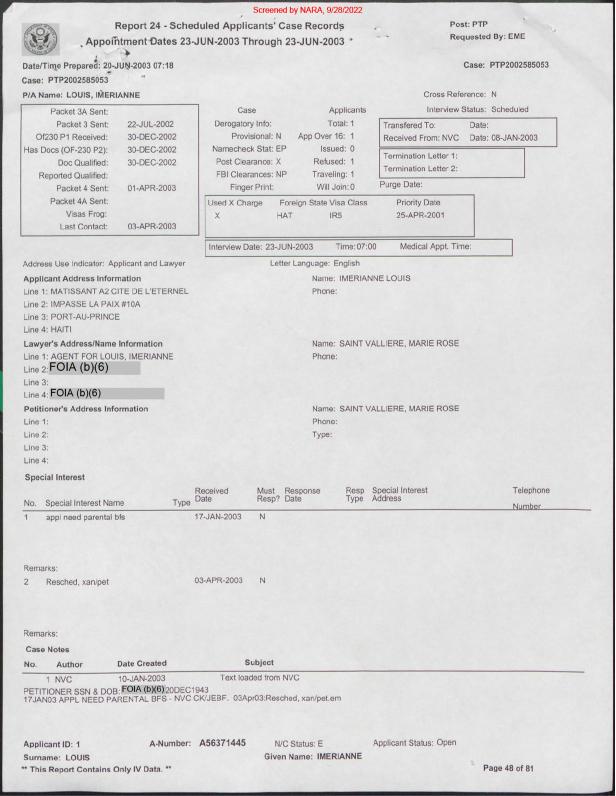 Screened by NARA, 9/28/2022
Report 24 - Scheduled Applicants' Case Records
Post: PTP
Appointment Dates 23-JUN-2003 Through 23-JUN-2003
Requested By: EME
Date/Time Prepared: 20-JUN-2003 07:18
Case: PTP2002585053
Case: PTP2002585053
P/A Name: LOUIS, IMERIANNE
Cross Reference: N
Packet 3A Sent:
Case Applicants
Interview Status: Scheduled
Packet 3 Sent: 22-JUL-2002
Derogatory Info: Total: 1
Transfered To: Date:
Of230 P1 Received: 30-DEC-2002
Provisional: N App Over 16: 1
Received From: NVC Date: 08-JAN-2003
Has Docs (OF-230 P2): 30-DEC-2002
Namecheck Stat: EP Issued: 0
Termination Letter 1:
Doc Qualified: 30-DEC-2002
Post Clearance: X Refused: 1
Termination Letter 2:
Reported Qualified:
FBI Clearances: NP Traveling: 1
Packet 4 Sent: 01-APR-2003
Finger Print: Will Join: 0
Purge Date:
Packet 4A Sent:
Used X Charge Foreign State Visa Class Priority Date
Visas Frog:
X HAT IR5 25-APR-2001
Last Contact: 03-APR-2003
Interview Date: 23-JUN-2003 Time: 07:00 Medical Appt. Time:
Address Use Indicator: Applicant and Lawyer Letter Language: English
Applicant Address Information Name: IMERIANNE LOUIS
Line 1: MATISSANT A2 CITE DE L'ETERNEL Phone:
Line 2: IMPASSE LA PAIX #10A
Line 3: PORT-AU-PRINCE
Line 4: HAITI
Lawyer's Address/Name Information Name: SAINT VALLIERE, MARIE ROSE
Line 1: AGENT FOR LOUIS, IMERIANNE Phone:
Line 2: FOIA (b)(6)
Line 3:
Line 4: FOIA (b)(6)
Petitioner's Address Information Name: SAINT VALLIERE, MARIE ROSE
Line 1: Phone:
Line 2: Type:
Line 3:
Line 4:
Special Interest
No. Special Interest Name Type Received Date Must Resp? Response Date Resp Type Special Interest Address Telephone Number
1 appl need parental bfs 17-JAN-2003 N
Remarks:
2 Resched, xan/pet 03-APR-2003 N
Remarks:
Case Notes
No. Author Date Created Subject
1 NVC 10-JAN-2003 Text loaded from NVC
PETITIONER SSN & DOB: FOIA (b)(6) 20DEC1943
17JAN03 APPL NEED PARENTAL BFS - NVC CK/JEBF. 03Apr03:Resched, xan/pet.em
Applicant ID: 1 A-Number: A56371445 N/C Status: E Applicant Status: Open
Surname: LOUIS Given Name: IMERIANNE
** This Report Contains Only IV Data. ** Page 48 of 81